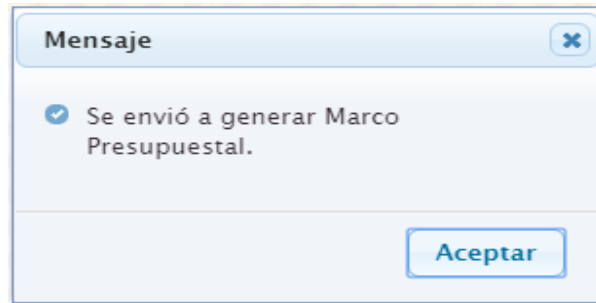 Mensaje
Se envió a generar Marco
Presupuestal.
Aceptar